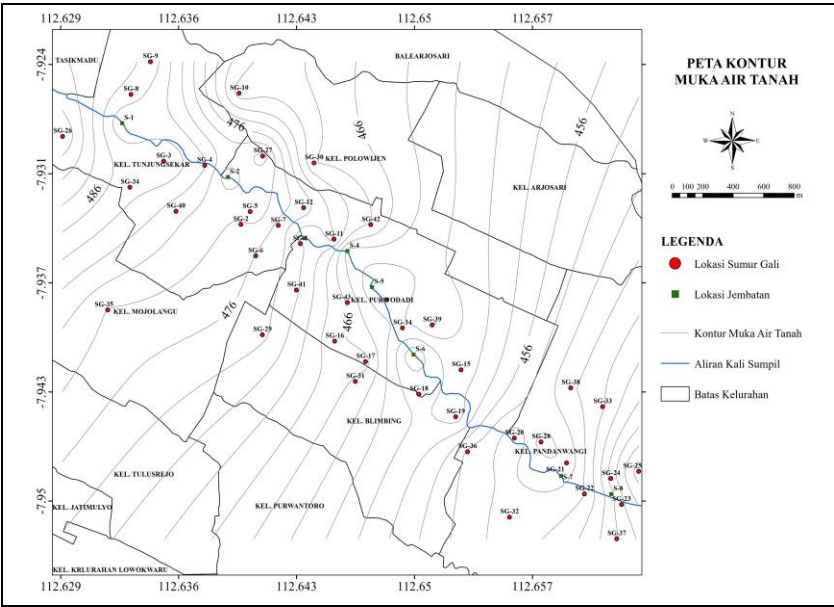 112.629 112.636 112.643 112.65 112.657
-7.924
-7.931
-7.937
-7.943
-7.95
TASIKMADU
SG-9
BALEARJOSARI
SG-8
SG-10
S-1
476
466
456
SG-26
SG-27
SG-3
SG-4
SG-30
KEL. POLOWIJEN
KEL. TUNJUNGSEKAR
S-2
KEL. ARJOSARI
SG-34
486
SG-40
SG-5
SG-12
SG-2
SG-7
SG-42
SG-11
S-4
SG-6
S-5
SG-41
SG-43
KEL. PURWODADI
SG-35
KEL. MOJOLANGU
476
466
SG-14
SG-39
SG-29
SG-16
456
SG-17
S-6
SG-15
SG-31
SG-18
SG-38
SG-33
SG-19
KEL. BLIMBING
SG-20
SG-28
SG-36
KEL. PANDANWANGI
KEL. TULUSREJO
SG-21
S-7
SG-24
SG-25
SG-22
S-8
SG-23
KEL. JATIMULYO
KEL. PURWANTORO
SG-32
SG-37
KEL. KRLURAHAN LOWOKWARU
112.629 112.636 112.643 112.65 112.657
PETA KONTUR
MUKA AIR TANAH
N
W E
S
0 100 200 400 600 800
m
LEGENDA
Lokasi Sumur Gali
Lokasi Jembatan
Kontur Muka Air Tanah
Aliran Kali Sumpil
Batas Kelurahan